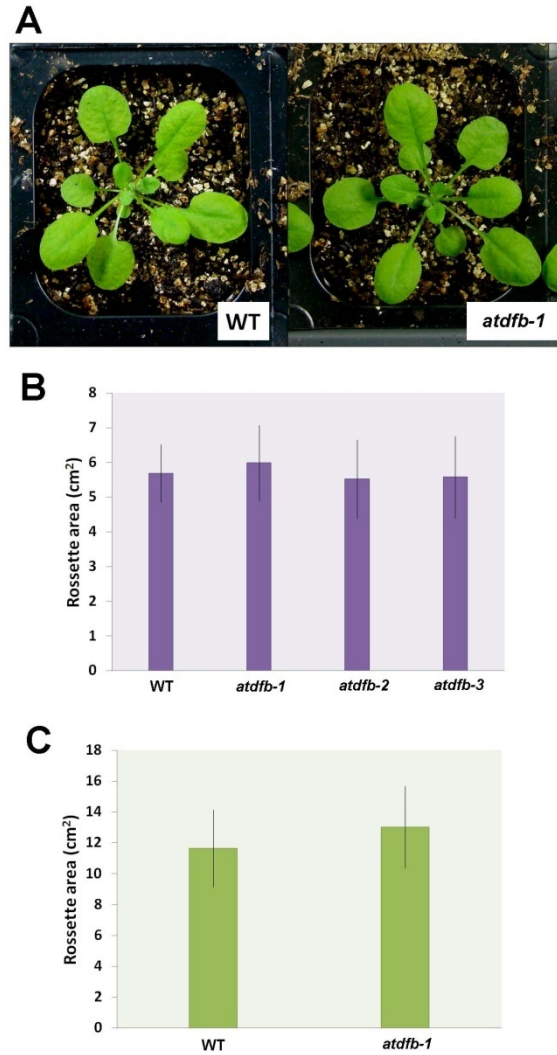 A
WT
atdfb-1
B
Rossette area (cm²)
8
7
6
5
4
3
2
1
0
WT atdfb-1 atdfb-2 atdfb-3
C
Rossette area (cm²)
18
16
14
12
10
8
6
4
2
0
WT atdfb-1